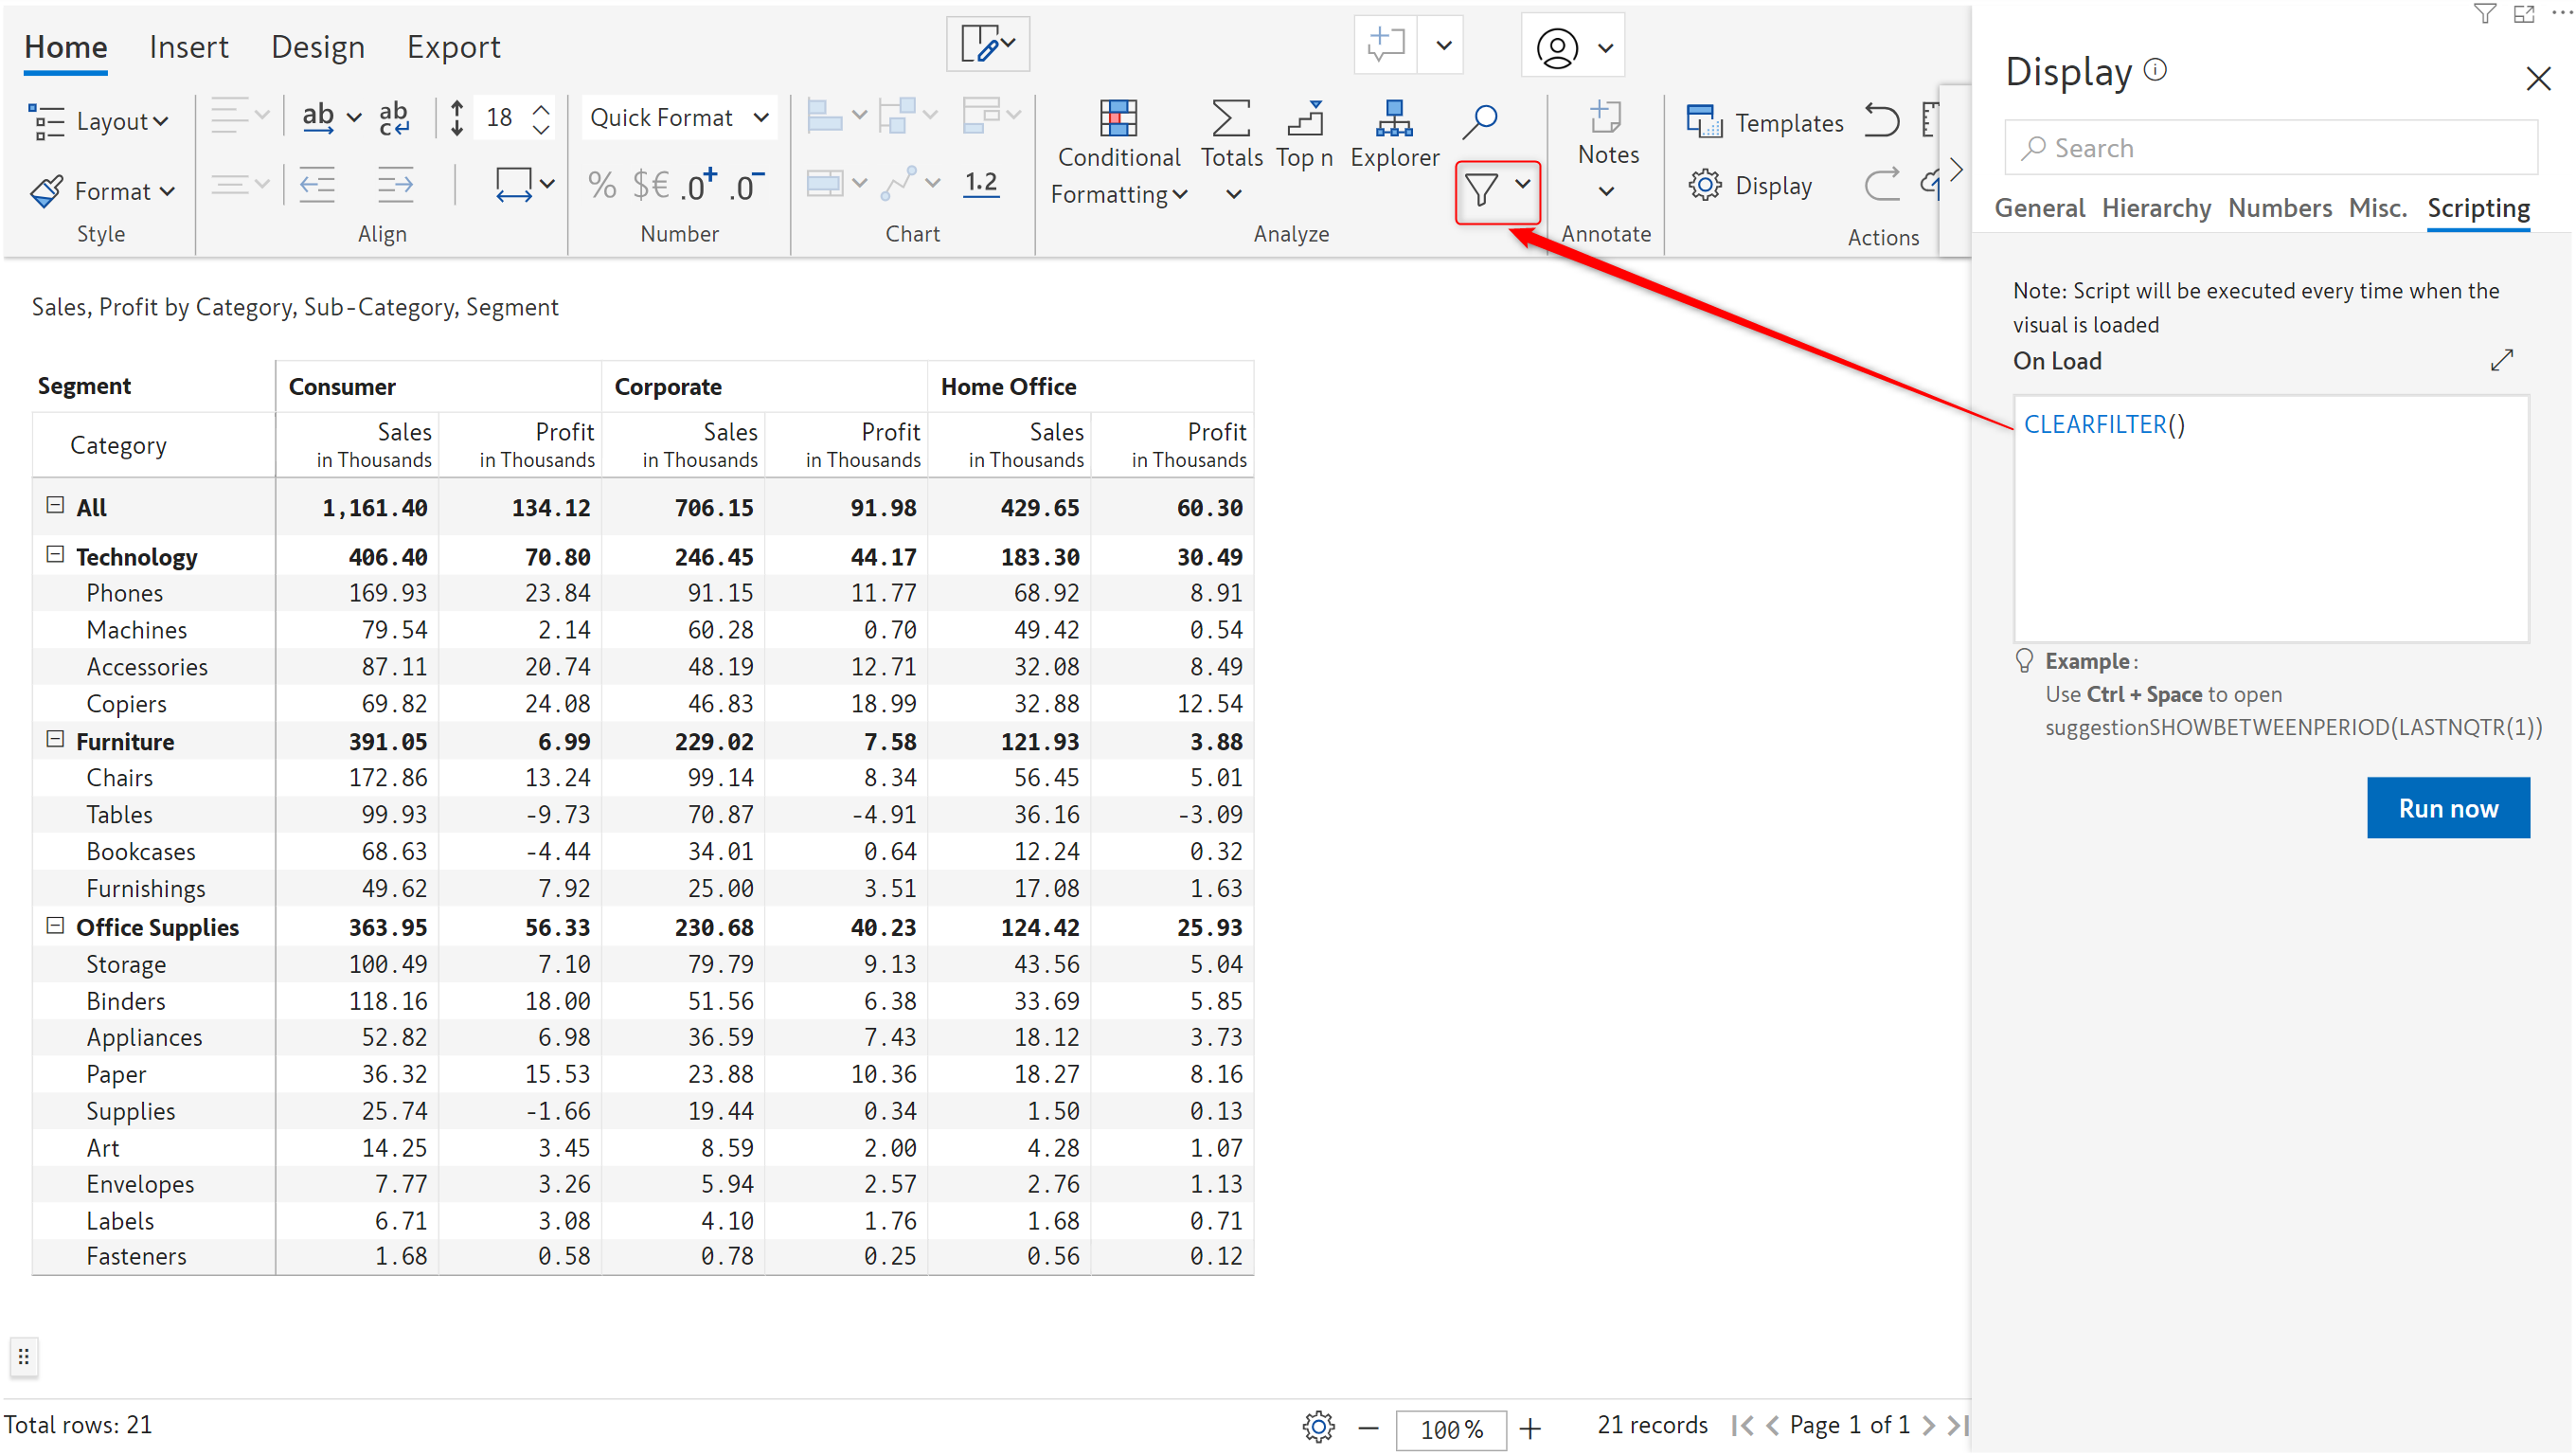 Home Insert Design Export
Layout
Format
Style
ab
ab
c
Align
18
Quick Format
% $€ .0+ .0-
Number
1.2
Chart
Conditional
Formatting
Totals
Top n
Explorer
Analyze
Notes
Annotate
Templates
Display
Actions
Sales, Profit by Category, Sub-Category, Segment
Segment Consumer Corporate Home Office
Category Sales in Thousands Profit in Thousands Sales in Thousands Profit in Thousands Sales in Thousands Profit in Thousands
All 1,161.40 134.12 706.15 91.98 429.65 60.30
Technology 406.40 70.80 246.45 44.17 183.30 30.49
Phones 169.93 23.84 91.15 11.77 68.92 8.91
Machines 79.54 2.14 60.28 0.70 49.42 0.54
Accessories 87.11 20.74 48.19 12.71 32.08 8.49
Copiers 69.82 24.08 46.83 18.99 32.88 12.54
Furniture 391.05 6.99 229.02 7.58 121.93 3.88
Chairs 172.86 13.24 99.14 8.34 56.45 5.01
Tables 99.93 -9.73 70.87 -4.91 36.16 -3.09
Bookcases 68.63 -4.44 34.01 0.64 12.24 0.32
Furnishings 49.62 7.92 25.00 3.51 17.08 1.63
Office Supplies 363.95 56.33 230.68 40.23 124.42 25.93
Storage 100.49 7.10 79.79 9.13 43.56 5.04
Binders 118.16 18.00 51.56 6.38 33.69 5.85
Appliances 52.82 6.98 36.59 7.43 18.12 3.73
Paper 36.32 15.53 23.88 10.36 18.27 8.16
Supplies 25.74 -1.66 19.44 0.34 1.50 0.13
Art 14.25 3.45 8.59 2.00 4.28 1.07
Envelopes 7.77 3.26 5.94 2.57 2.76 1.13
Labels 6.71 3.08 4.10 1.76 1.68 0.71
Fasteners 1.68 0.58 0.78 0.25 0.56 0.12
Total rows: 21
100%
21 records
Page 1 of 1
Display
Search
General Hierarchy Numbers Misc. Scripting
Note: Script will be executed every time when the
visual is loaded
On Load
CLEARFILTER()
Example:
Use Ctrl + Space to open
suggestionSHOWBETWEENPERIOD(LASTNQTR(1))
Run now